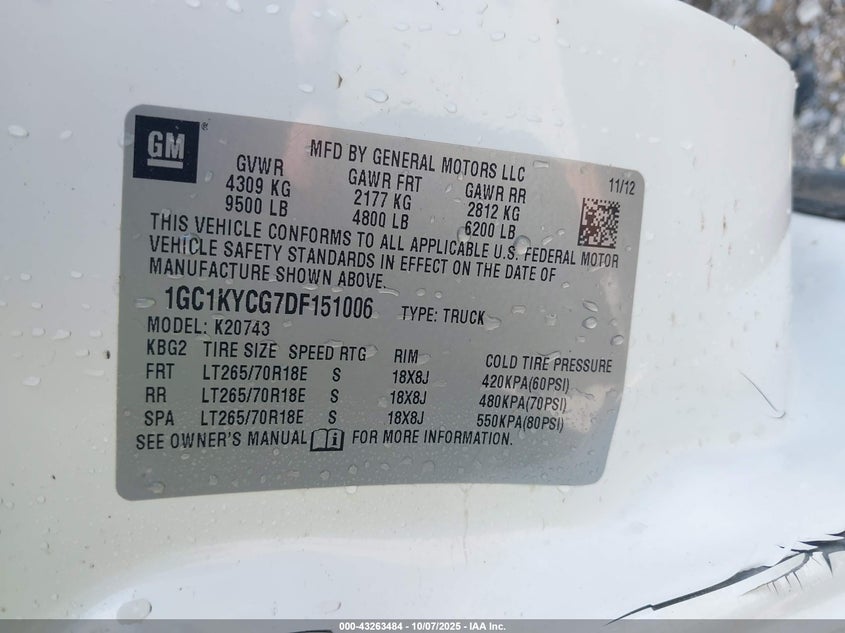 GM
MFD BY GENERAL MOTORS LLC
11/12
GVWR GAWR FRT GAWR RR
4309 KG 2177 KG 2812 KG
9500 LB 4800 LB 6200 LB
THIS VEHICLE CONFORMS TO ALL APPLICABLE U.S. FEDERAL MOTOR
VEHICLE SAFETY STANDARDS IN EFFECT ON THE DATE OF
MANUFACTURE SHOWN ABOVE.
1GC1KYCG7DF151006 TYPE: TRUCK
MODEL: K20743
KBG2 TIRE SIZE SPEED RTG RIM COLD TIRE PRESSURE
FRT LT265/70R18E S 18X8J 420KPA(60PSI)
RR LT265/70R18E S 18X8J 480KPA(70PSI)
SPA LT265/70R18E S 18X8J 550KPA(80PSI)
SEE OWNER'S MANUAL FOR MORE INFORMATION.
000-43263484 - 10/07/2025 - IAA Inc.